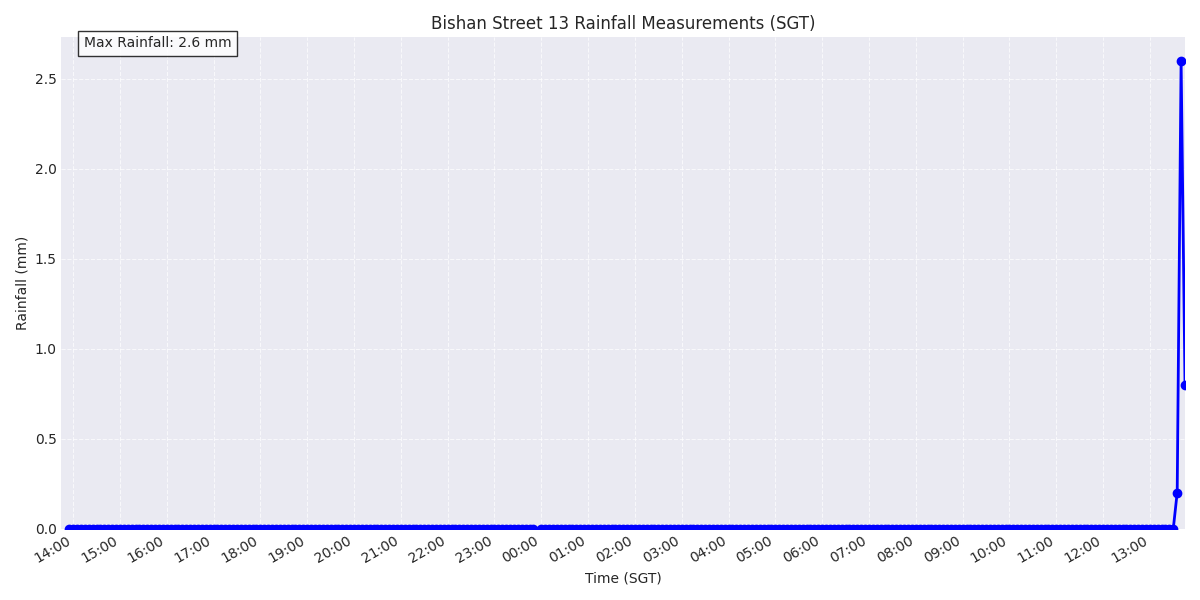 Bishan Street 13 Rainfall Measurements (SGT)
Max Rainfall: 2.6 mm
Rainfall (mm)
2.5
2.0
1.5
1.0
0.5
0.0
14:00 15:00 16:00 17:00 18:00 19:00 20:00 21:00 22:00 23:00 00:00 01:00 02:00 03:00 04:00 05:00 06:00 07:00 08:00 09:00 10:00 11:00 12:00 13:00
Time (SGT)